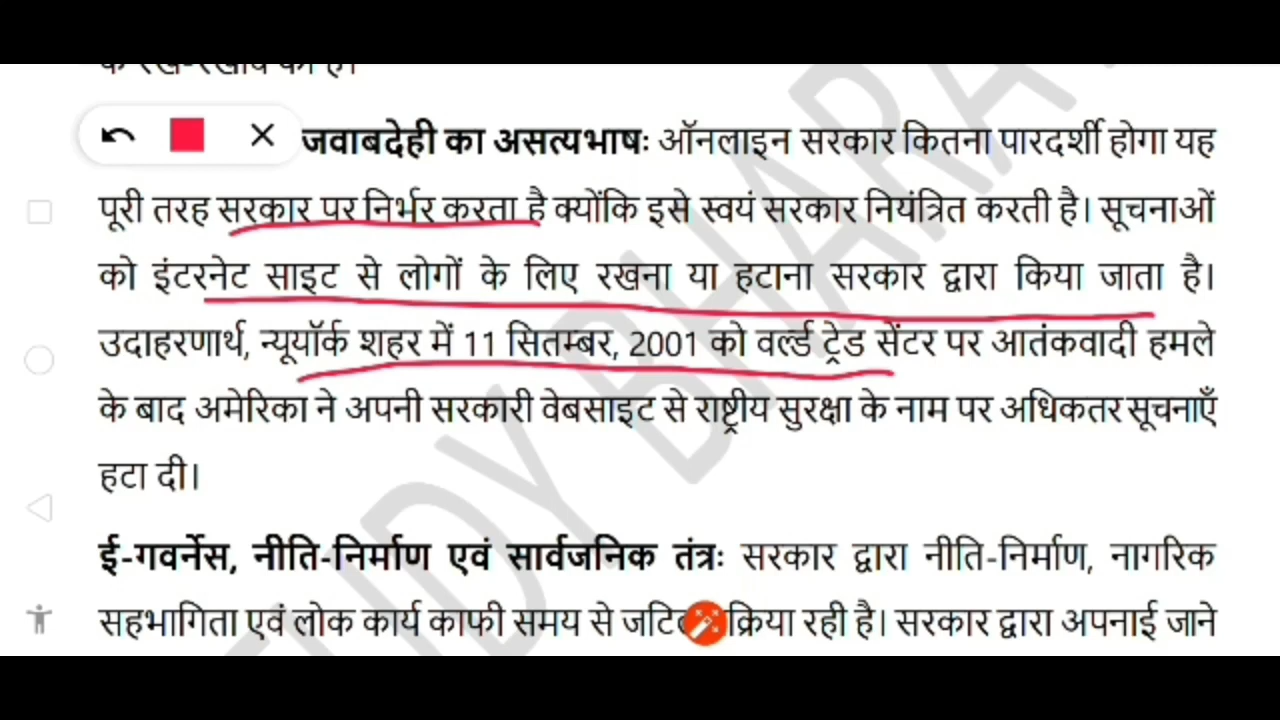 जवाबदेही का असत्यभाषः ऑनलाइन सरकार कितना पारदर्शी होगा यह
पूरी तरह सरकार पर निर्भर करता है क्योंकि इसे स्वयं सरकार नियंत्रित करती है। सूचनाओं
को इंटरनेट साइट से लोगों के लिए रखना या हटाना सरकार द्वारा किया जाता है।
उदाहरणार्थ, न्यूयॉर्क शहर में 11 सितम्बर, 2001 को वर्ल्ड ट्रेड सेंटर पर आतंकवादी हमले
के बाद अमेरिका ने अपनी सरकारी वेबसाइट से राष्ट्रीय सुरक्षा के नाम पर अधिकतर सूचनाएँ
हटा दी।
ई-गवर्नेस, नीति-निर्माण एवं सार्वजनिक तंत्रः सरकार द्वारा नीति-निर्माण, नागरिक
सहभागिता एवं लोक कार्य काफी समय से रही है। सरकार द्वारा अपनाई जाने